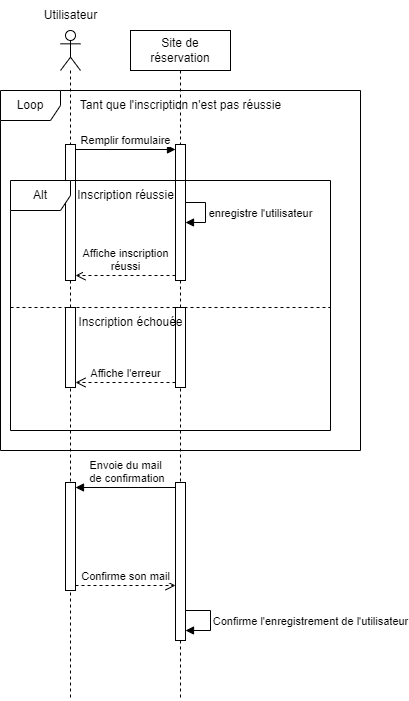 Utilisateur
Site de
réservation
Loop
Tant que l'inscription n'est pas réussie
Remplir formulaire
Alt
Inscription réussie
enregistre l'utilisateur
Affiche inscription
réussi
Inscription échouée
Affiche l'erreur
Envoie du mail
de confirmation
Confirme son mail
Confirme l'enregistrement de l'utilisateur